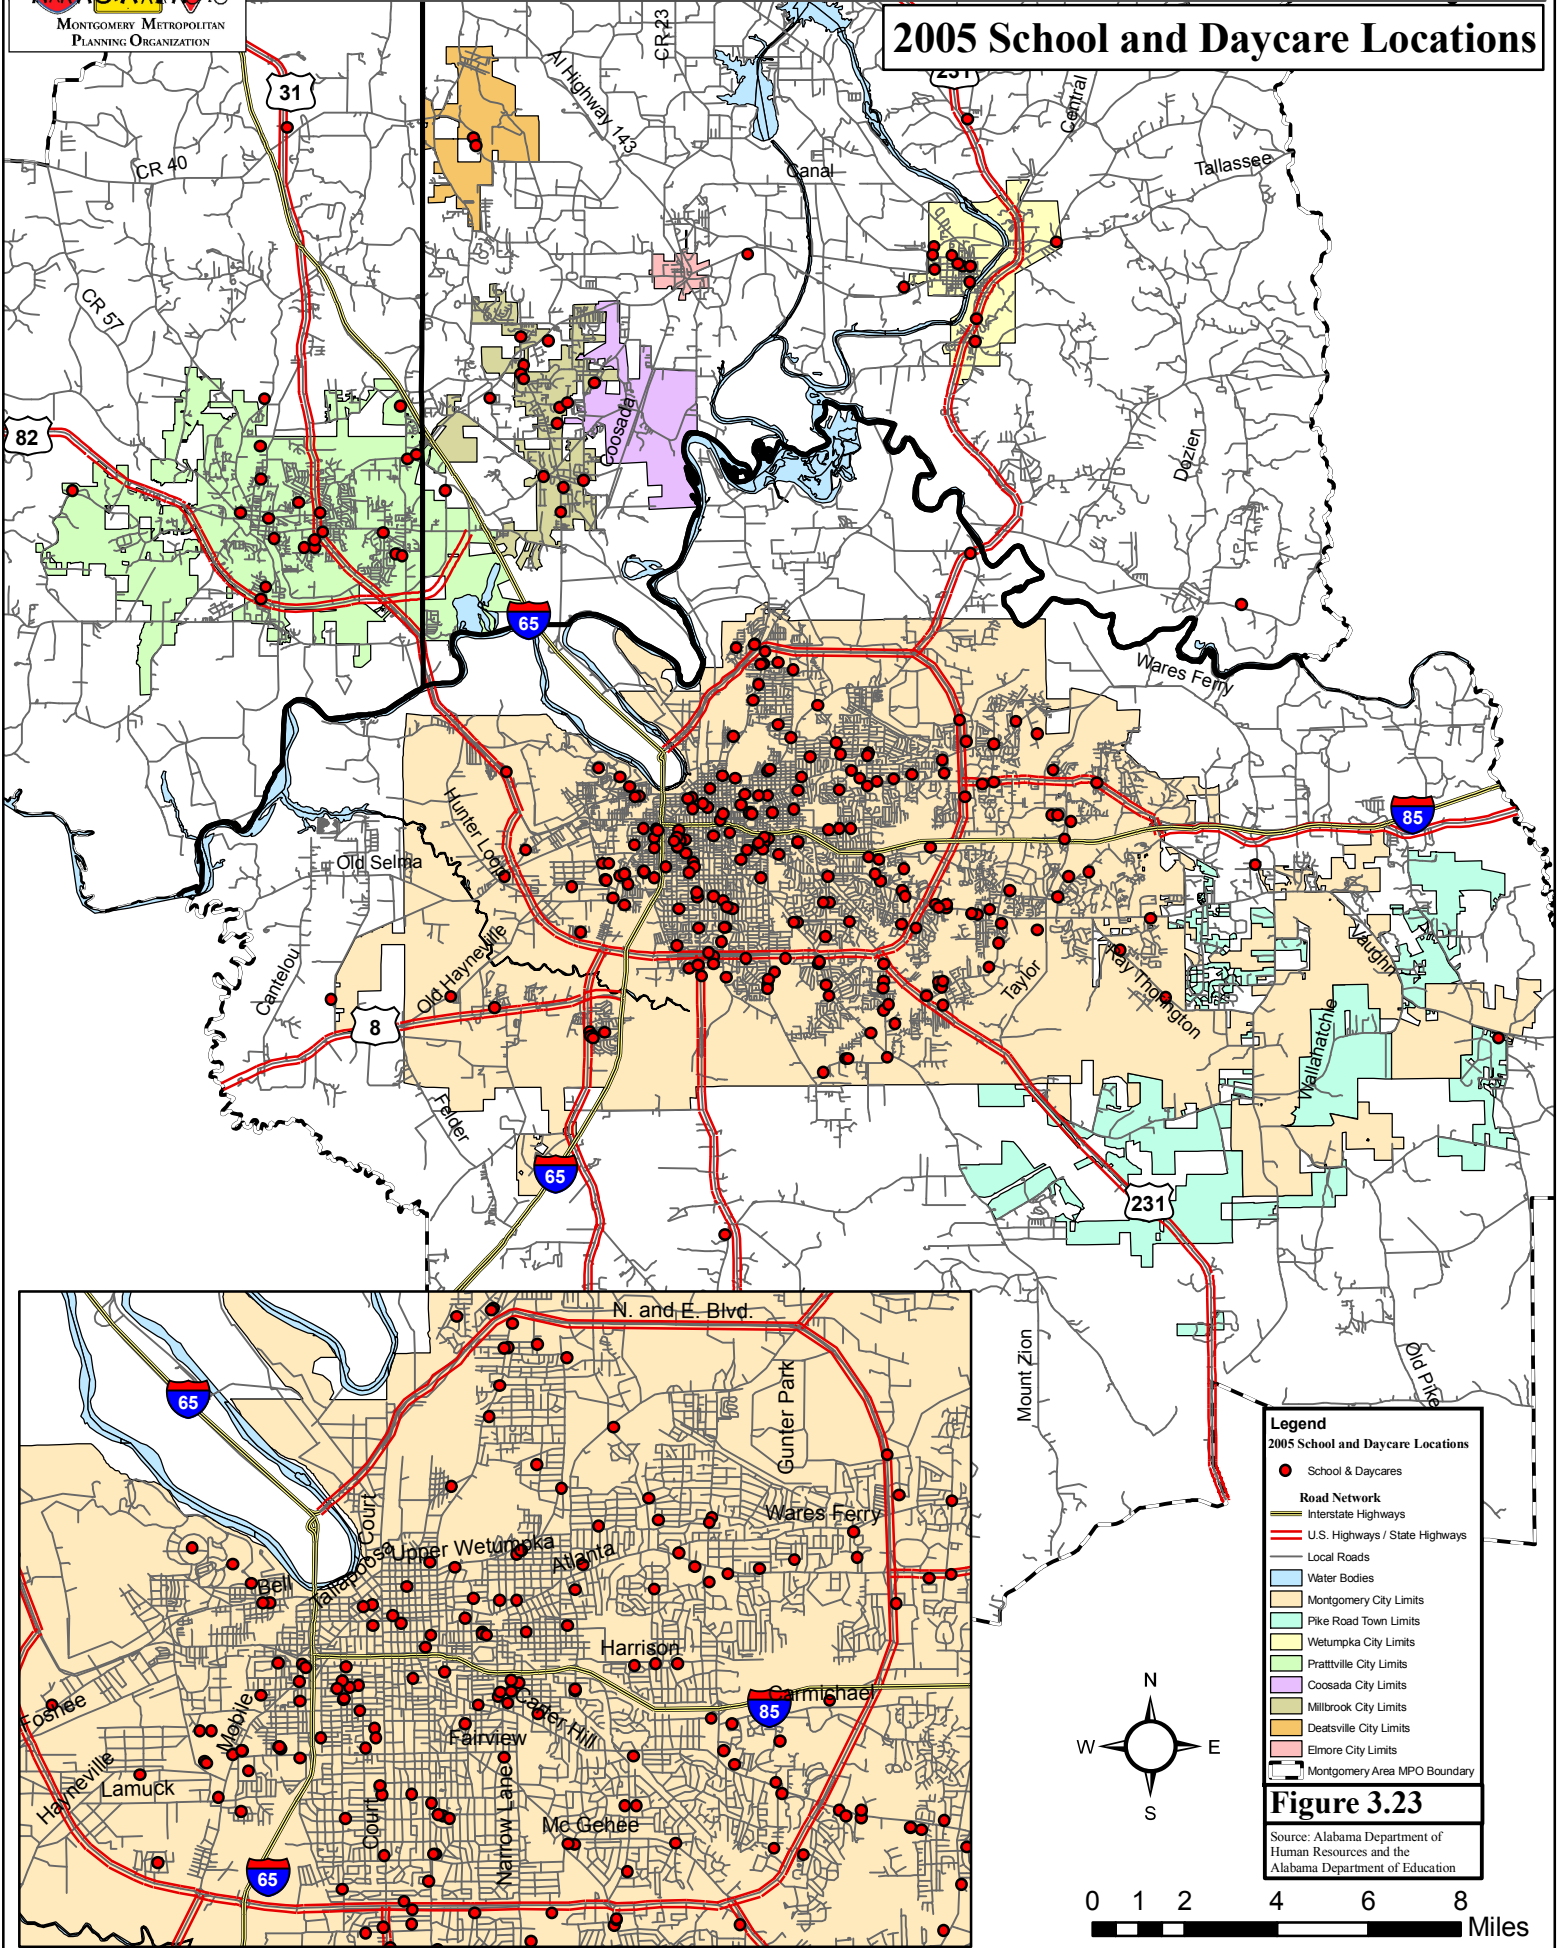 MONTGOMERY METROPOLITAN
PLANNING ORGANIZATION
2005 School and Daycare Locations
31
CR 23
231
Al Highway 143
Central
CR 40
Canal
Tallassee
CR 57
82
Coosada
Dozier
65
Wares Ferry
Hunter Loop
85
Old Selma
Cantelou
Old Hayneville
Vaughn
Ray Thorington
Taylor
8
Wallahatchie
Felder
65
231
Mount Zion
Old Pike
N. and E. Blvd.
65
Gunter Park
Court
Wares Ferry
Upper Wetumpka
Atlanta
Tallapoosa
Bell
Harrison
Carmichael
85
Foshee
Mobile
Carter Hill
Fairview
Hayneville
Lamuck
Narrow Lane
Court
Mc Gehee
65
Legend
2005 School and Daycare Locations
School & Daycares
Road Network
Interstate Highways
U.S. Highways / State Highways
Local Roads
Water Bodies
Montgomery City Limits
Pike Road Town Limits
Wetumpka City Limits
Pratttville City Limits
Coosada City Limits
Millbrook City Limits
Deatsville City Limits
Elmore City Limits
Montgomery Area MPO Boundary
Figure 3.23
Source: Alabama Department of
Human Resources and the
Alabama Department of Education
N
W E
S
0 1 2 4 6 8
Miles